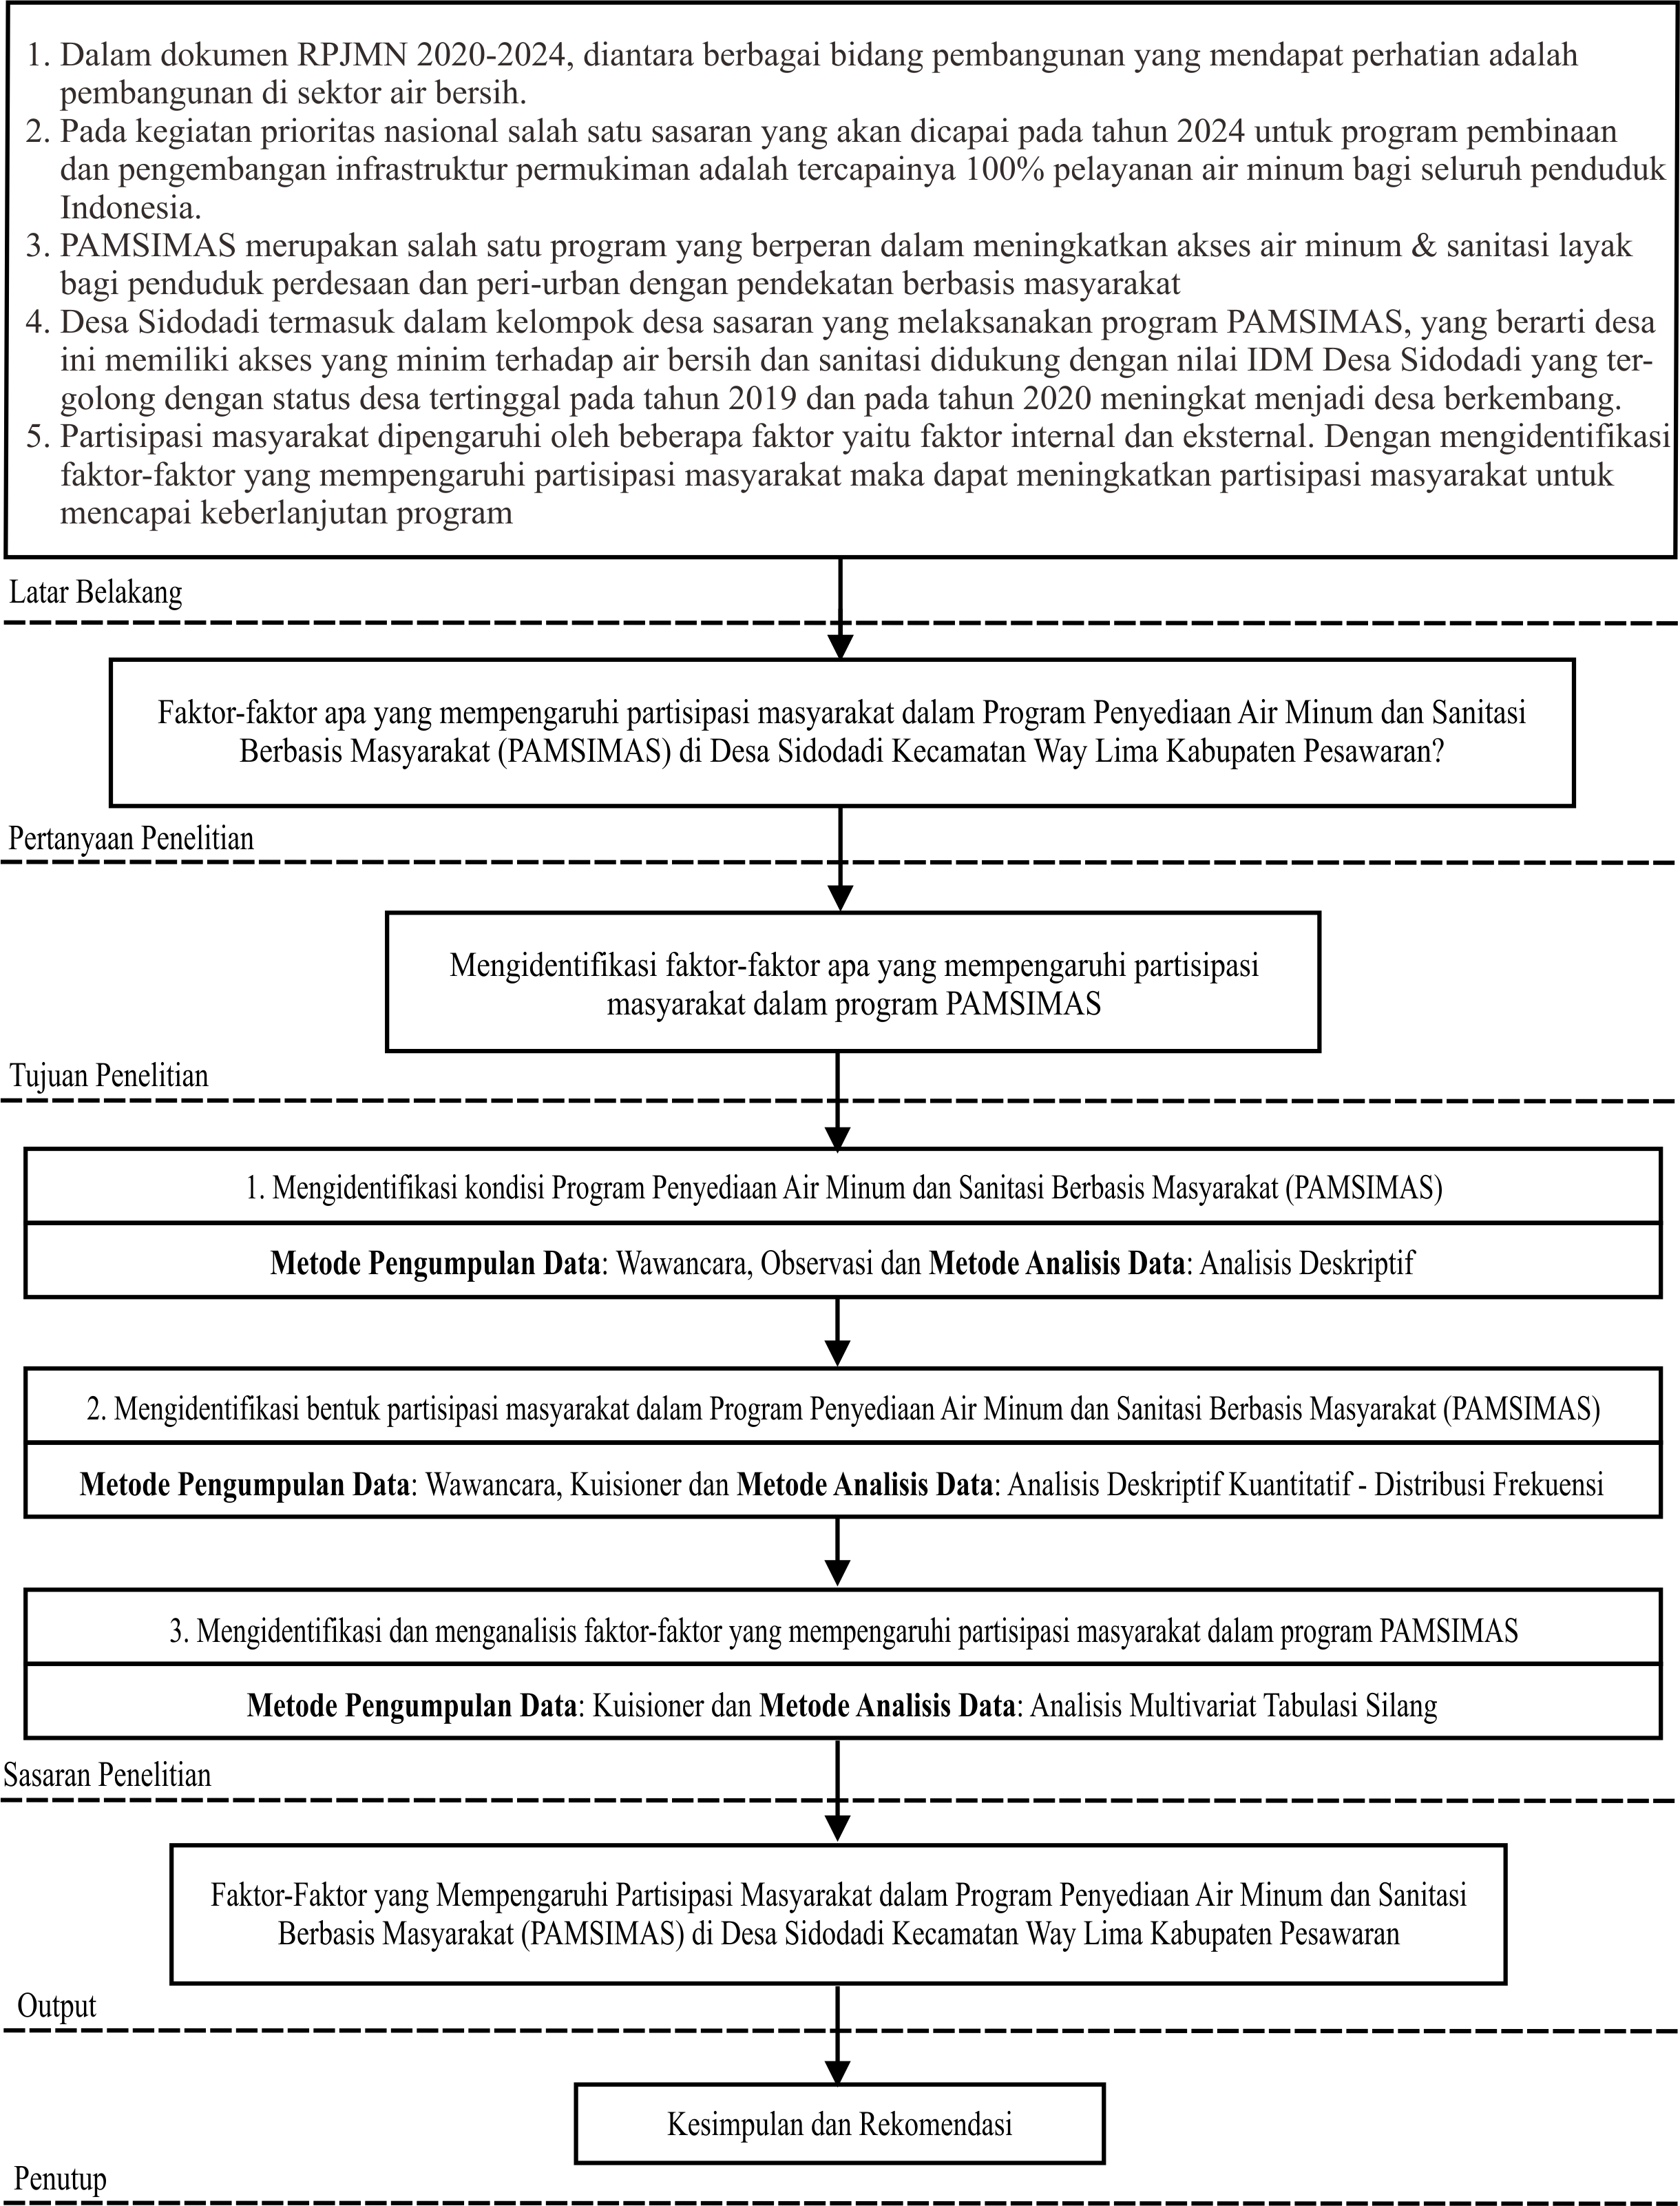 1. Dalam dokumen RPJMN 2020-2024, diantara berbagai bidang pembangunan yang mendapat perhatian adalah
pembangunan di sektor air bersih.
2. Pada kegiatan prioritas nasional salah satu sasaran yang akan dicapai pada tahun 2024 untuk program pembinaan
dan pengembangan infrastruktur permukiman adalah tercapainya 100% pelayanan air minum bagi seluruh penduduk
Indonesia.
3. PAMSIMAS merupakan salah satu program yang berperan dalam meningkatkan akses air minum & sanitasi layak
bagi penduduk perdesaan dan peri-urban dengan pendekatan berbasis masyarakat
4. Desa Sidodadi termasuk dalam kelompok desa sasaran yang melaksanakan program PAMSIMAS, yang berarti desa
ini memiliki akses yang minim terhadap air bersih dan sanitasi didukung dengan nilai IDM Desa Sidodadi yang ter-
golong dengan status desa tertinggal pada tahun 2019 dan pada tahun 2020 meningkat menjadi desa berkembang.
5. Partisipasi masyarakat dipengaruhi oleh beberapa faktor yaitu faktor internal dan eksternal. Dengan mengidentifikasi
faktor-faktor yang mempengaruhi partisipasi masyarakat maka dapat meningkatkan partisipasi masyarakat untuk
mencapai keberlanjutan program
Latar Belakang
Faktor-faktor apa yang mempengaruhi partisipasi masyarakat dalam Program Penyediaan Air Minum dan Sanitasi
Berbasis Masyarakat (PAMSIMAS) di Desa Sidodadi Kecamatan Way Lima Kabupaten Pesawaran?
Pertanyaan Penelitian
Mengidentifikasi faktor-faktor apa yang mempengaruhi partisipasi
masyarakat dalam program PAMSIMAS
Tujuan Penelitian
1. Mengidentifikasi kondisi Program Penyediaan Air Minum dan Sanitasi Berbasis Masyarakat (PAMSIMAS)
Metode Pengumpulan Data: Wawancara, Observasi dan Metode Analisis Data: Analisis Deskriptif
2. Mengidentifikasi bentuk partisipasi masyarakat dalam Program Penyediaan Air Minum dan Sanitasi Berbasis Masyarakat (PAMSIMAS)
Metode Pengumpulan Data: Wawancara, Kuisioner dan Metode Analisis Data: Analisis Deskriptif Kuantitatif - Distribusi Frekuensi
3. Mengidentifikasi dan menganalisis faktor-faktor yang mempengaruhi partisipasi masyarakat dalam program PAMSIMAS
Metode Pengumpulan Data: Kuisioner dan Metode Analisis Data: Analisis Multivariat Tabulasi Silang
Sasaran Penelitian
Faktor-Faktor yang Mempengaruhi Partisipasi Masyarakat dalam Program Penyediaan Air Minum dan Sanitasi
Berbasis Masyarakat (PAMSIMAS) di Desa Sidodadi Kecamatan Way Lima Kabupaten Pesawaran
Output
Kesimpulan dan Rekomendasi
Penutup